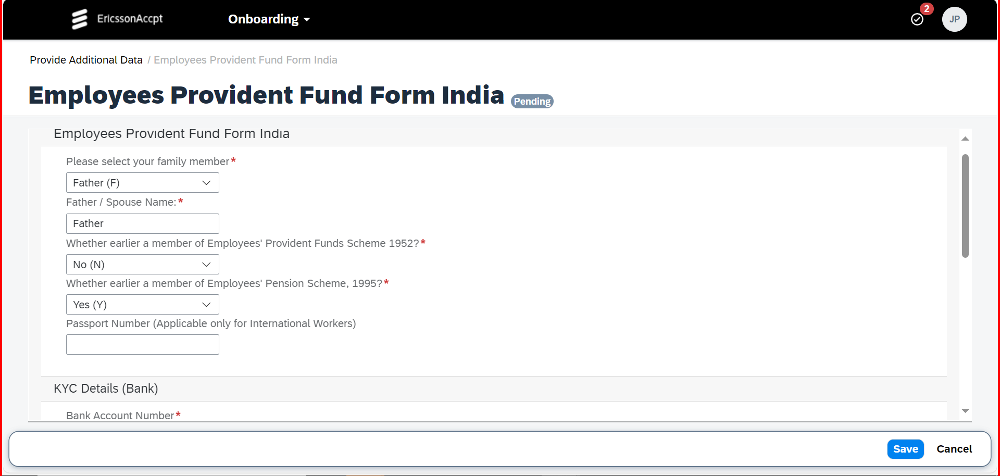 EricssonAccpt
Onboarding
2
JP
Provide Additional Data / Employees Provident Fund Form India
Employees Provident Fund Form India Pending
Employees Provident Fund Form India
Please select your family member*
Father (F)
Father / Spouse Name:*
Father
Whether earlier a member of Employees' Provident Funds Scheme 1952?*
No (N)
Whether earlier a member of Employees' Pension Scheme, 1995?*
Yes (Y)
Passport Number (Applicable only for International Workers)
KYC Details (Bank)
Bank Account Number*
Save
Cancel